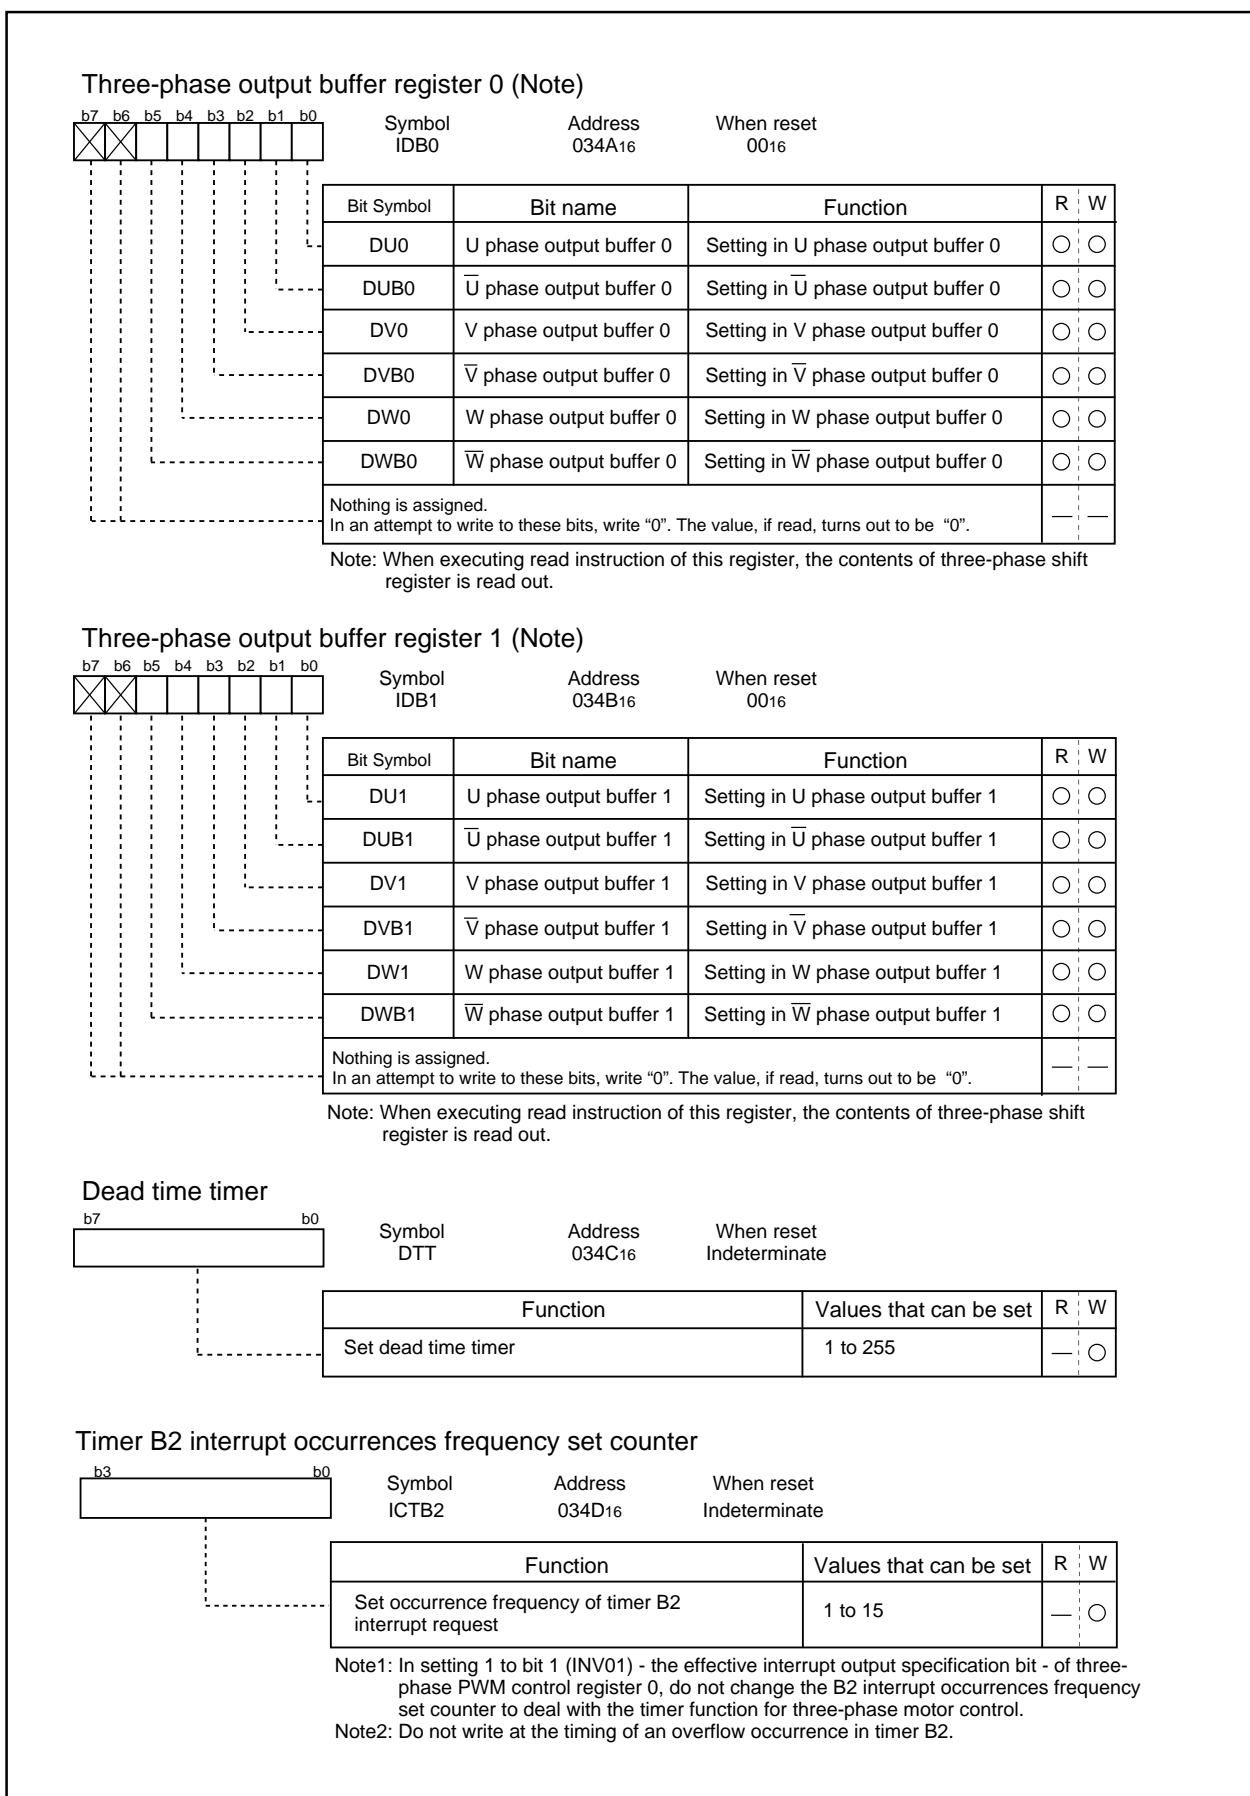 Three-phase output buffer register 0 (Note)
b7 b6 b5 b4 b3 b2 b1 b0
Symbol Address When reset
IDB0 034A16 0016
Bit Symbol Bit name Function R W
DU0 U phase output buffer 0 Setting in U phase output buffer 0 ○ ○
DUB0 U̅ phase output buffer 0 Setting in U̅ phase output buffer 0 ○ ○
DV0 V phase output buffer 0 Setting in V phase output buffer 0 ○ ○
DVB0 V̅ phase output buffer 0 Setting in V̅ phase output buffer 0 ○ ○
DW0 W phase output buffer 0 Setting in W phase output buffer 0 ○ ○
DWB0 W̅ phase output buffer 0 Setting in W̅ phase output buffer 0 ○ ○
Nothing is assigned.
In an attempt to write to these bits, write “0”. The value, if read, turns out to be “0”. — —
Note: When executing read instruction of this register, the contents of three-phase shift
register is read out.
Three-phase output buffer register 1 (Note)
b7 b6 b5 b4 b3 b2 b1 b0
Symbol Address When reset
IDB1 034B16 0016
Bit Symbol Bit name Function R W
DU1 U phase output buffer 1 Setting in U phase output buffer 1 ○ ○
DUB1 U̅ phase output buffer 1 Setting in U̅ phase output buffer 1 ○ ○
DV1 V phase output buffer 1 Setting in V phase output buffer 1 ○ ○
DVB1 V̅ phase output buffer 1 Setting in V̅ phase output buffer 1 ○ ○
DW1 W phase output buffer 1 Setting in W phase output buffer 1 ○ ○
DWB1 W̅ phase output buffer 1 Setting in W̅ phase output buffer 1 ○ ○
Nothing is assigned.
In an attempt to write to these bits, write “0”. The value, if read, turns out to be “0”. — —
Note: When executing read instruction of this register, the contents of three-phase shift
register is read out.
Dead time timer
b7 b0
Symbol Address When reset
DTT 034C16 Indeterminate
Function Values that can be set R W
Set dead time timer 1 to 255 — ○
Timer B2 interrupt occurrences frequency set counter
b3 b0
Symbol Address When reset
ICTB2 034D16 Indeterminate
Function Values that can be set R W
Set occurrence frequency of timer B2
interrupt request 1 to 15 — ○
Note1: In setting 1 to bit 1 (INV01) - the effective interrupt output specification bit - of three-
phase PWM control register 0, do not change the B2 interrupt occurrences frequency
set counter to deal with the timer function for three-phase motor control.
Note2: Do not write at the timing of an overflow occurrence in timer B2.